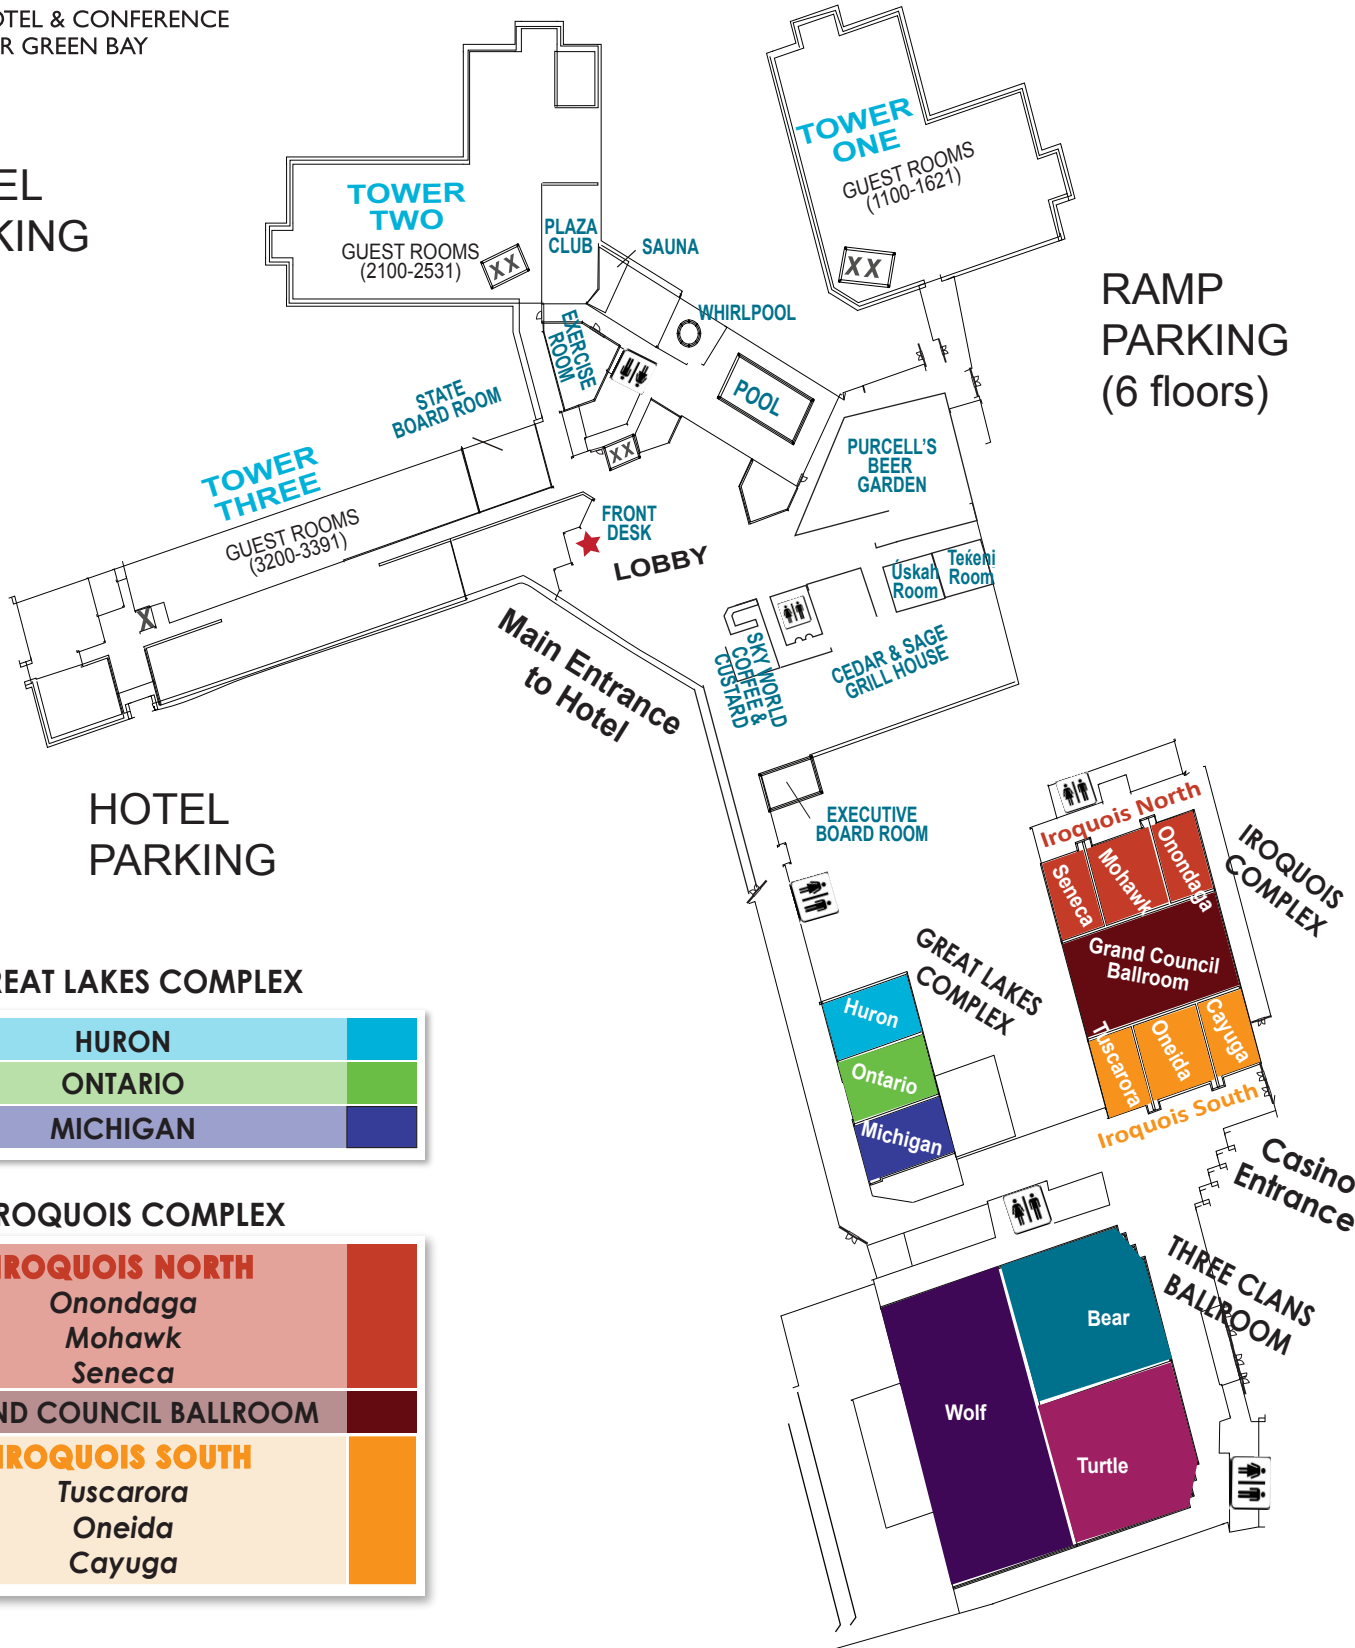 OTEL & CONFERENCE
R GREEN BAY
EL
KING
TOWER
ONE
GUEST ROOMS
(1100-1621)
XX
TOWER
TWO
GUEST ROOMS
(2100-2531)
XX
PLAZA
CLUB
SAUNA
WHIRLPOOL
EXERCISE
ROOM
POOL
RAMP
PARKING
(6 floors)
STATE
BOARD ROOM
XX
PURCELL'S
BEER
GARDEN
TOWER
THREE
GUEST ROOMS
(3200-3391)
X
FRONT
DESK
LOBBY
Úskah
Room
Teḱeni
Room
Main Entrance
to Hotel
SKY WORLD
COFFEE &
CUSTARD
CEDAR & SAGE
GRILL HOUSE
HOTEL
PARKING
EXECUTIVE
BOARD ROOM
Iroquois North
Seneca
Mohawk
Onondaga
IROQUOIS
COMPLEX
Grand Council
Ballroom
GREAT LAKES
COMPLEX
Huron
Ontario
Michigan
Tuscarora
Oneida
Cayuga
Iroquois South
Casino
Entrance
THREE CLANS
BALLROOM
Bear
Wolf
Turtle
REAT LAKES COMPLEX
HURON
ONTARIO
MICHIGAN
ROQUOIS COMPLEX
IROQUOIS NORTH
Onondaga
Mohawk
Seneca
ND COUNCIL BALLROOM
IROQUOIS SOUTH
Tuscarora
Oneida
Cayuga